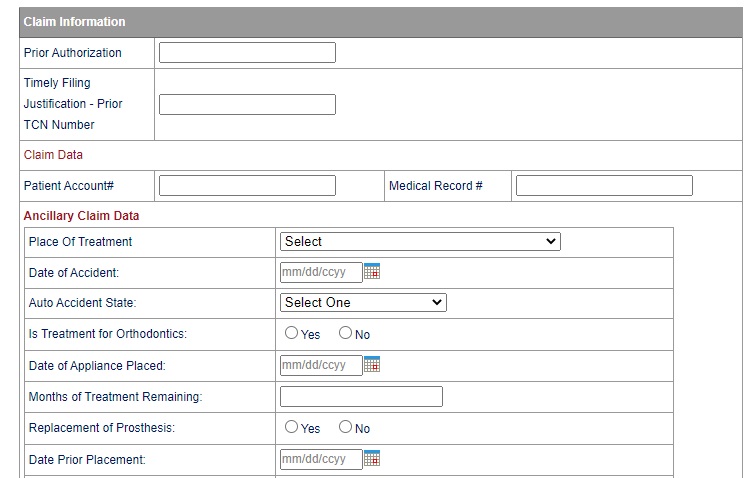 Claim Information
Prior Authorization
Timely Filing
Justification - Prior
TCN Number
Claim Data
Patient Account#
Medical Record #
Ancillary Claim Data
Place Of Treatment
Select
Date of Accident:
mm/dd/ccyy
Auto Accident State:
Select One
Is Treatment for Orthodontics:
Yes No
Date of Appliance Placed:
mm/dd/ccyy
Months of Treatment Remaining:
Replacement of Prosthesis:
Yes No
Date Prior Placement:
mm/dd/ccyy